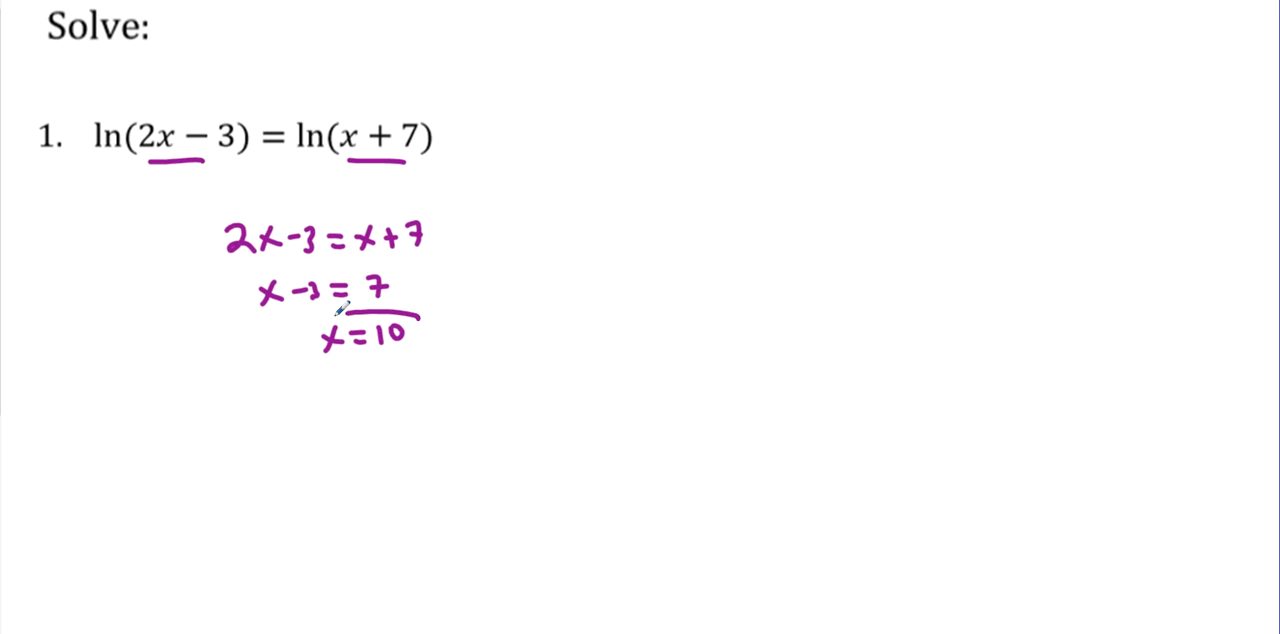 Solve:
1. ln(2x − 3) = ln(x + 7)
2x-3=x+7
x-3=7
x=10